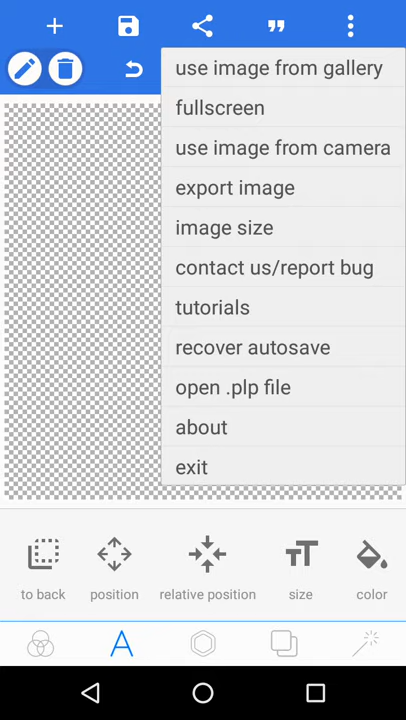 use image from gallery
fullscreen
use image from camera
export image
image size
contact us/report bug
tutorials
recover autosave
open .plp file
about
exit
to back
position
relative position
size
color